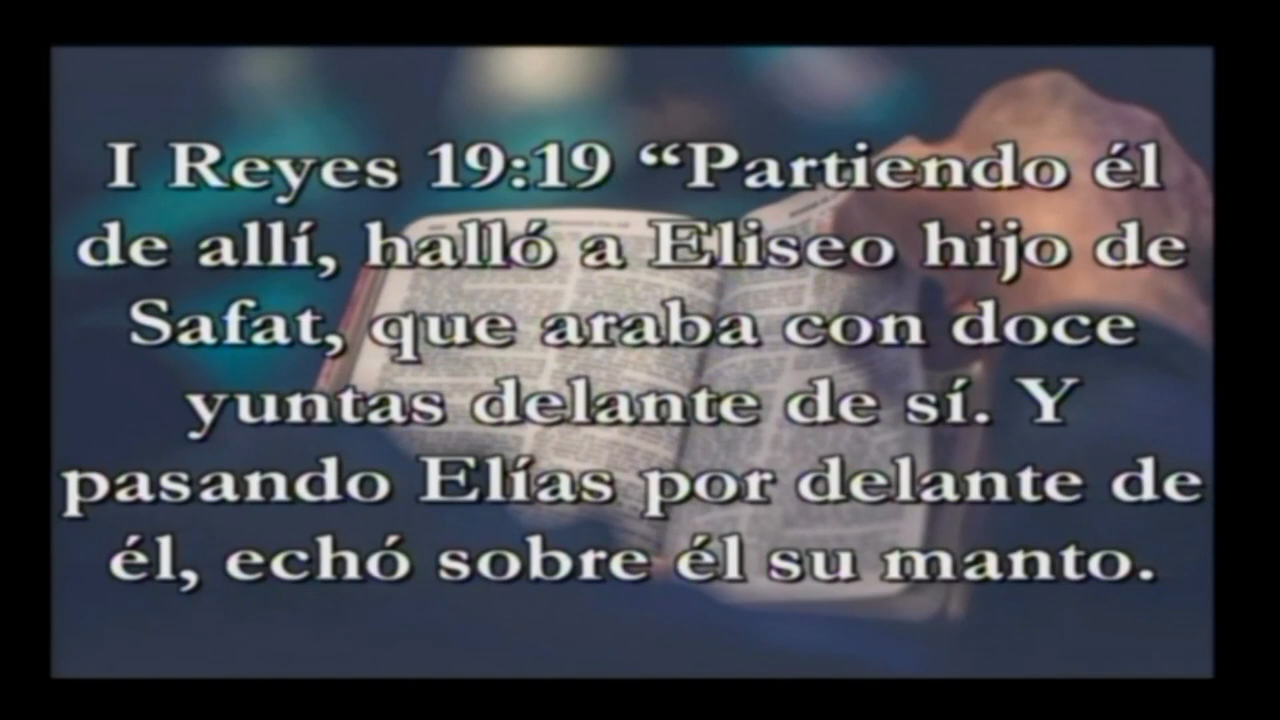 I Reyes 19:19 “Partiendo él
de allí, halló a Eliseo hijo de
Safat, que araba con doce
yuntas delante de sí. Y
pasando Elías por delante de
él, echó sobre él su manto.